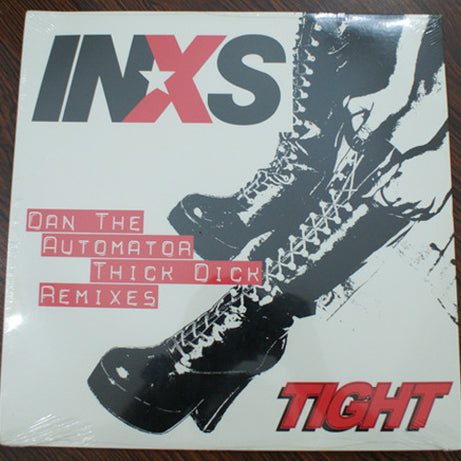 INXS
DAN THE
AUTOMATOR
THICK DICK
REMIXES
TIGHT